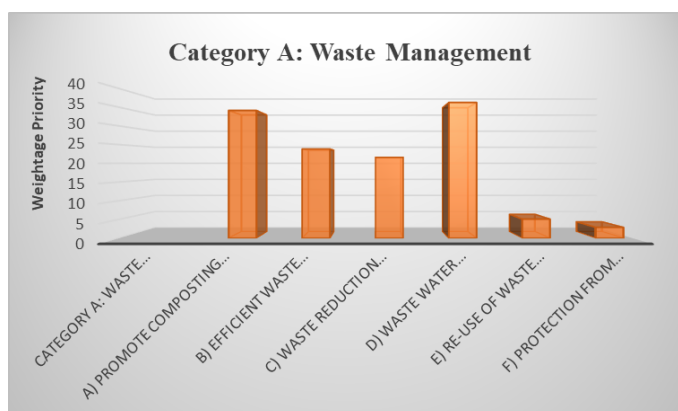 Category A: Waste Management
Weightage Priority
40
35
30
25
20
15
10
5
0
CATEGORY A: WASTE...
A) PROMOTE COMPOSTING...
B) EFFICIENT WASTE...
C) WASTE REDUCTION...
D) WASTE WATER...
E) RE-USE OF WASTE...
F) PROTECTION FROM...